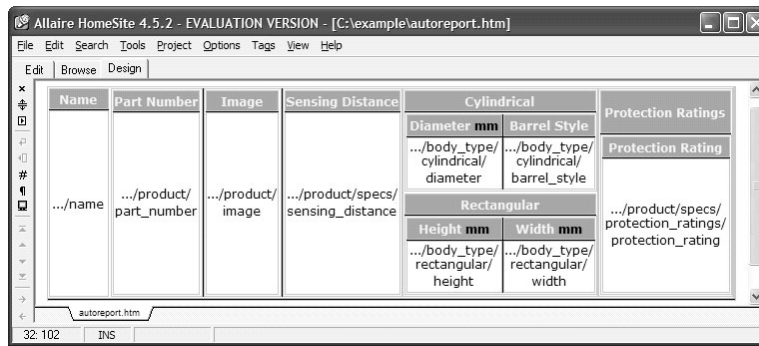 Allaire HomeSite 4.5.2 - EVALUATION VERSION - [C:\example\autoreport.htm]
File Edit Search Tools Project Options Tags View Help
Edit Browse Design
Name Part Number Image Sensing Distance Cylindrical Protection Ratings
Diameter mm Barrel Style
Protection Rating
.../name
.../product/
part_number
.../product/
image
.../product/specs/
sensing_distance
.../body_type/
cylindrical/
diameter
.../body_type/
cylindrical/
barrel_style
Rectangular
Height mm Width mm
.../body_type/
rectangular/
height
.../body_type/
rectangular/
width
.../product/specs/
protection_ratings/
protection_rating
autoreport.htm
32: 102 INS